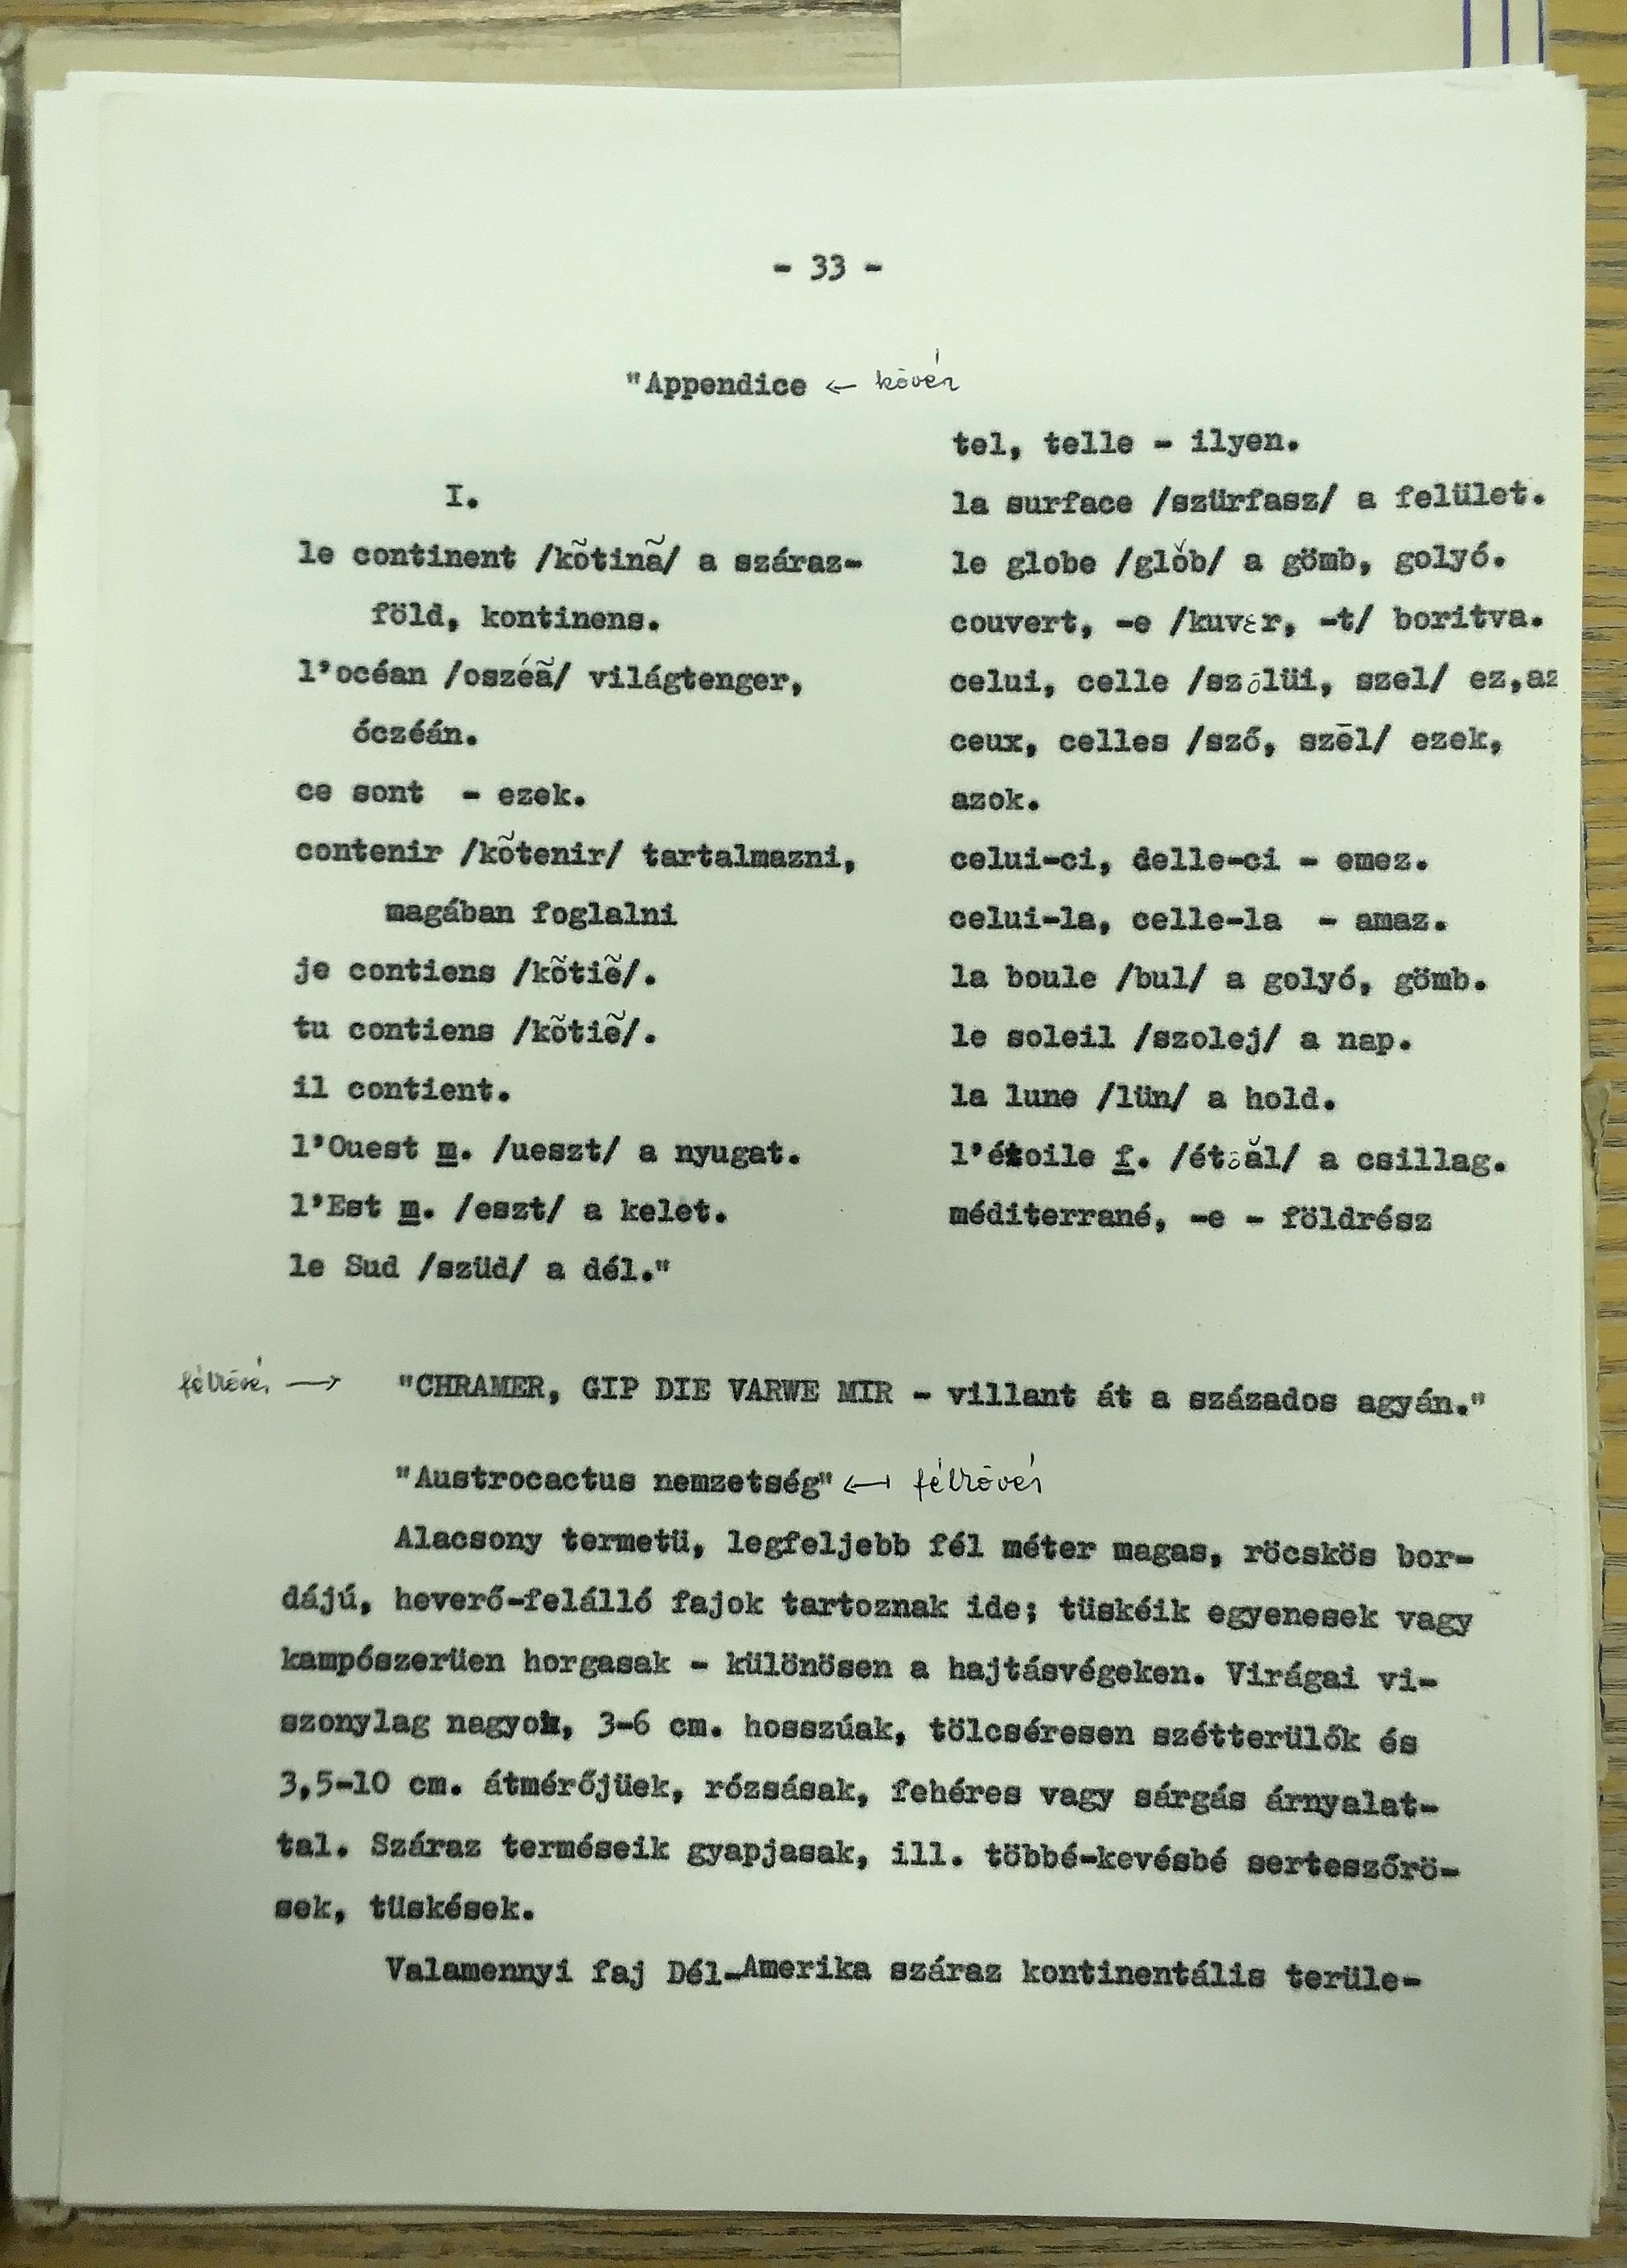 - 33 -
"Appendice ← kövér
I.
le continent /kõtinã/ a száraz-
föld, kontinens.
l'océan /oszéã/ világtenger,
óczéán.
ce sont - ezek.
contenir /kõtenir/ tartalmazni,
magában foglalni
je contiens /kõtiẽ/.
tu contiens /kõtiẽ/.
il contient.
l'Ouest m. /ueszt/ a nyugat.
l'Est m. /eszt/ a kelet.
le Sud /szüd/ a dél."
tel, telle - ilyen.
la surface /szürfasz/ a felület.
le globe /glǒb/ a gömb, golyó.
couvert, -e /kuvεr, -t/ boritva.
celui, celle /szōlüi, szel/ ez,az
ceux, celles /sző, szēl/ ezek,
azok.
celui-ci, delle-ci - emez.
celui-la, celle-la - amaz.
la boule /bul/ a golyó, gömb.
le soleil /szolej/ a nap.
la lune /lün/ a hold.
l'étoile f. /étŏăl/ a csillag.
méditerrané, -e - földrész
félkövér → "CHRAMER, GIP DIE VARWE MIR - villant át a százados agyán."
"Austrocactus nemzetség" ← félkövér
Alacsony termetü, legfeljebb fél méter magas, röcskös bor-
dájú, heverő-felálló fajok tartoznak ide; tüskéik egyenesek vagy
kampószerüen horgasak - különösen a hajtásvégeken. Virágai vi-
szonylag nagyok, 3-6 cm. hosszúak, tölcséresen szétterülők és
3,5-10 cm. átmérőjüek, rózsásak, fehéres vagy sárgás árnyalat-
tal. Száraz terméseik gyapjasak, ill. többé-kevésbé serteszőrö-
sek, tüskések.
Valamennyi faj Dél-Amerika száraz kontinentális terüle-